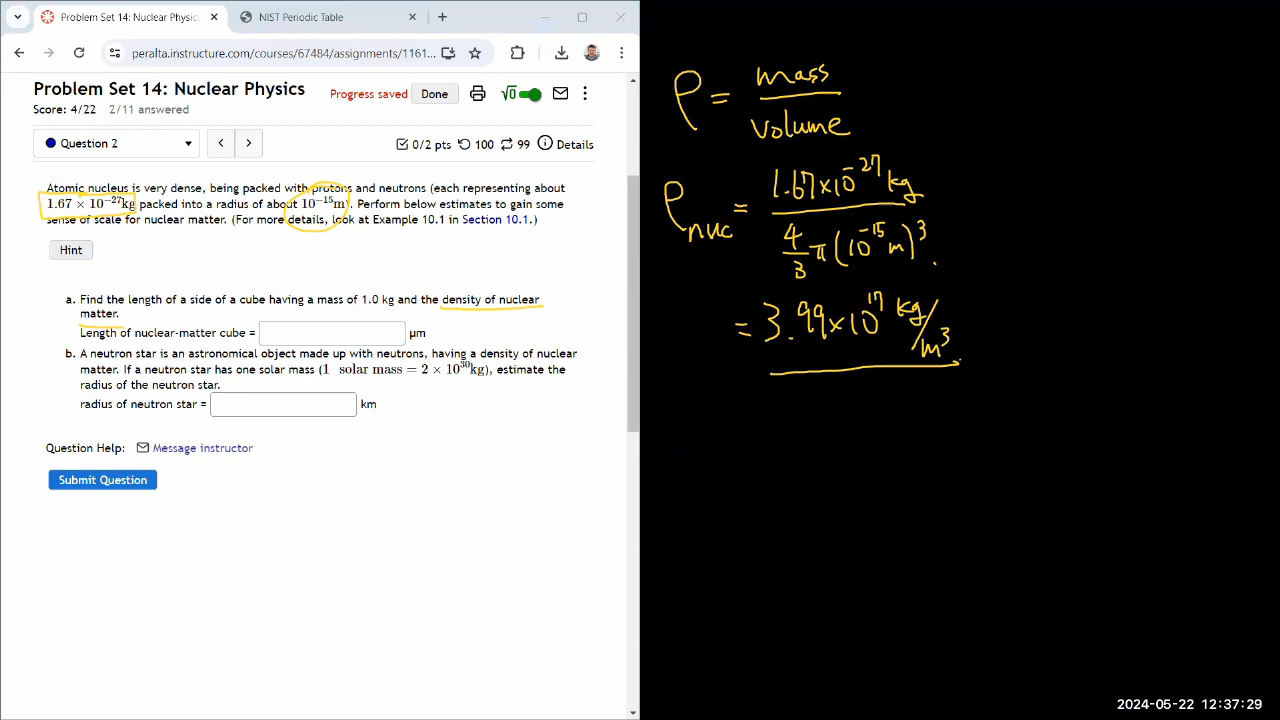 Problem Set 14: Nuclear Physic
NIST Periodic Table
peralta.instructure.com/courses/67484/assignments/1161...
Problem Set 14: Nuclear Physics
Progress saved
Done
√0
Score: 4/22 2/11 answered
Question 2
0/2 pts 100 99 Details
Atomic nucleus is very dense, being packed with protons and neutrons (each representing about
1.67 × 10⁻²⁷kg packed into a radius of about 10⁻¹⁵m). Perform below estimates to gain some
sense of scale for nuclear matter. (For more details, look at Example 10.1 in Section 10.1.)
Hint
a. Find the length of a side of a cube having a mass of 1.0 kg and the density of nuclear
matter.
Length of nuclear-matter cube = μm
b. A neutron star is an astronomical object made up with neutrons, having a density of nuclear
matter. If a neutron star has one solar mass (1 solar mass = 2 × 10³⁰kg), estimate the
radius of the neutron star.
radius of neutron star = km
Question Help: Message instructor
Submit Question
ρ = mass / volume
ρnuc = 1.67×10⁻²⁷ kg / 4/3 π (10⁻¹⁵ m)³
= 3.99×10¹⁷ kg/m³
2024-05-22 12:37:29